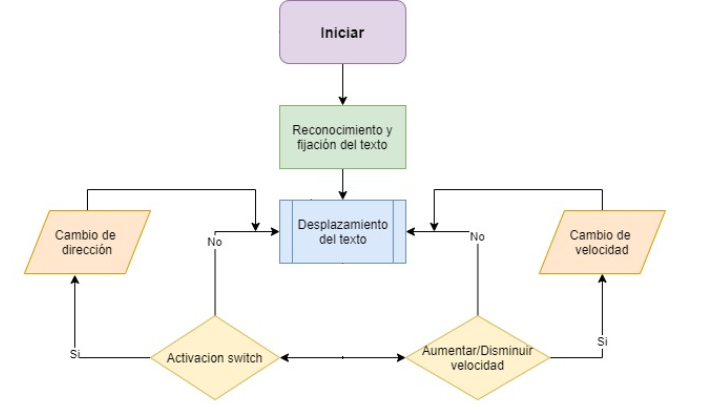 Iniciar
Reconocimiento y
fijación del texto
Desplazamiento
del texto
Cambio de
dirección
Cambio de
velocidad
No
No
Si
Si
Activacion switch
Aumentar/Disminuir
velocidad